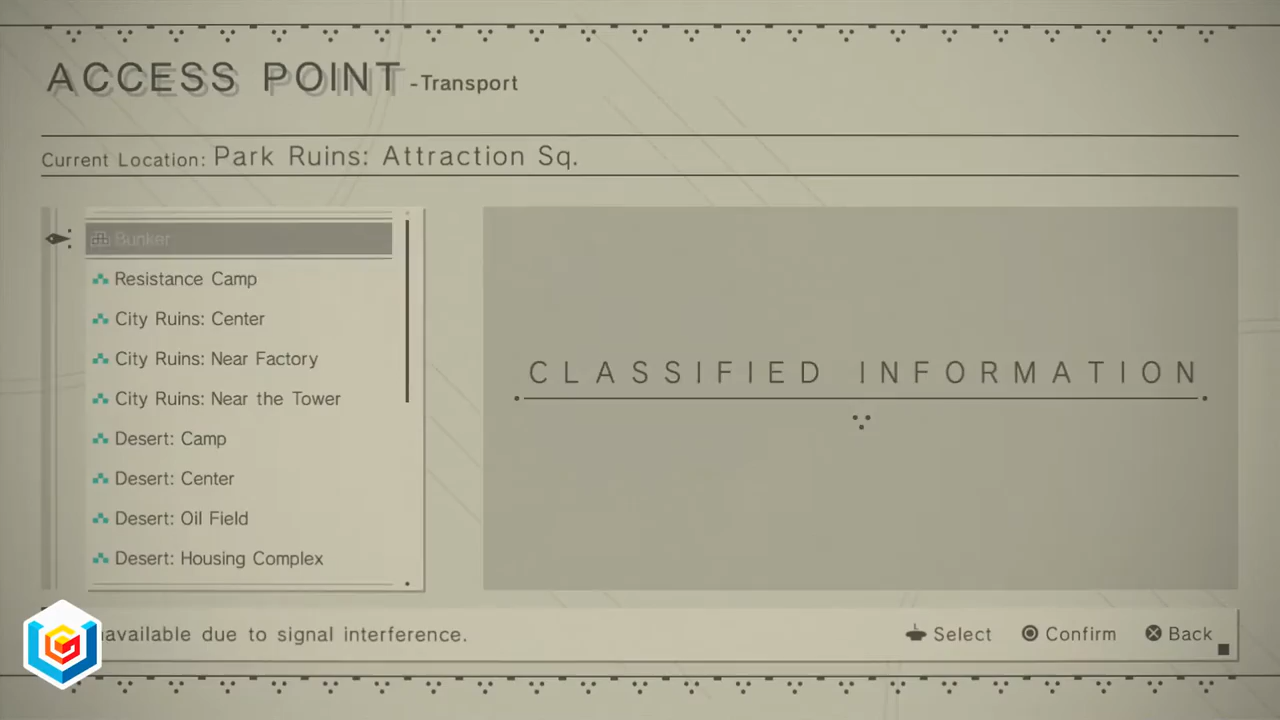 ACCESS POINT -Transport
Current Location: Park Ruins: Attraction Sq.
Bunker
Resistance Camp
City Ruins: Center
City Ruins: Near Factory
City Ruins: Near the Tower
Desert: Camp
Desert: Center
Desert: Oil Field
Desert: Housing Complex
CLASSIFIED INFORMATION
due to signal interference.
Select Confirm Back